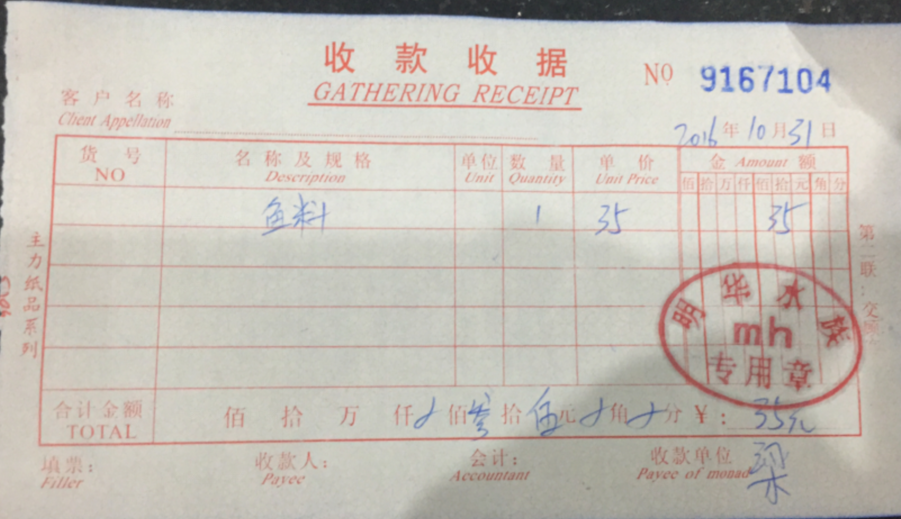 收款收据
GATHERING RECEIPT
NO 9167104
客户名称
Client Appellation
2016年10月31日
货号 名称及规格 单位 数量 单价 金 Amount 额
NO Description Unit Quantity Unit Price 佰拾万仟佰拾元角分
鱼料 1 35 35
主力纸品系列
第二联:交顾
明华水族
mh
专用章
合计金额 佰 拾 万 仟 佰叁拾伍元 角 分 ¥:35元
TOTAL
填票: 收款人: 会计: 收款单位 梁
Filler Payee Accountant Payee of monad